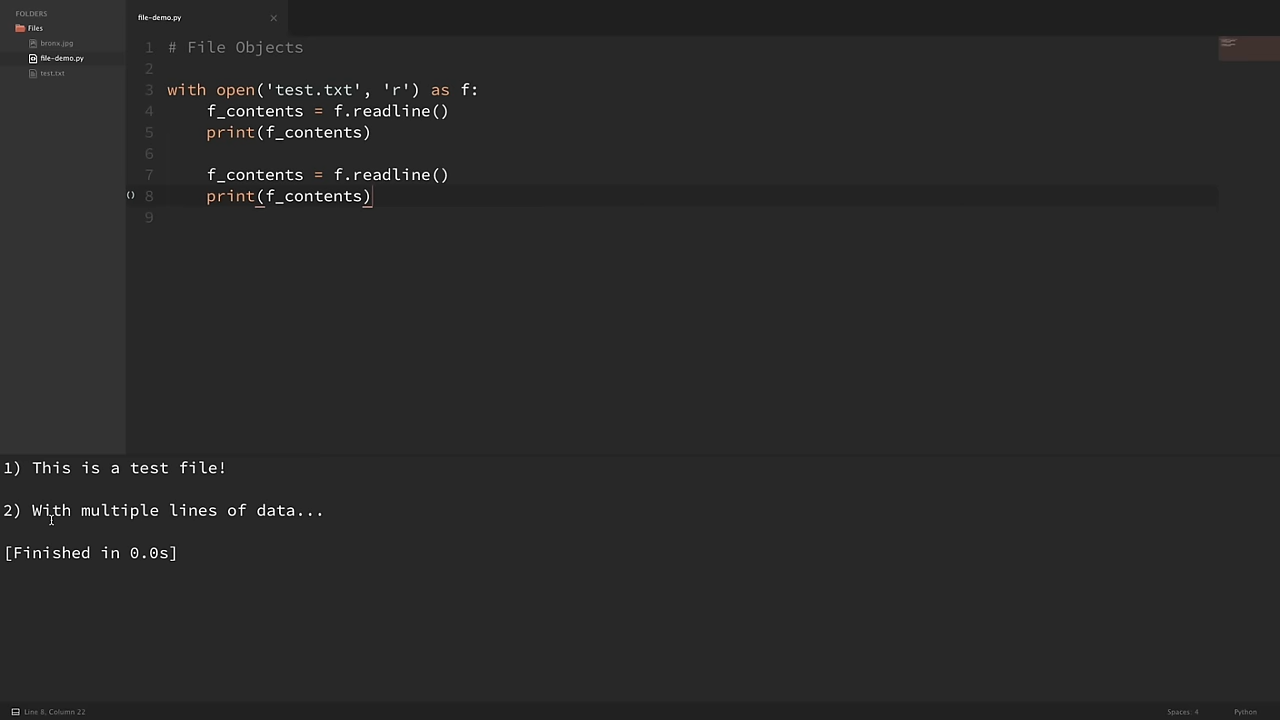 FOLDERS
Files
bronx.jpg
file-demo.py
test.txt
file-demo.py
1 # File Objects
2
3 with open('test.txt', 'r') as f:
4     f_contents = f.readline()
5     print(f_contents)
6
7     f_contents = f.readline()
() 8     print(f_contents)
9
1) This is a test file!
2) With multiple lines of data...
[Finished in 0.0s]
Line 8, Column 22
Spaces: 4
Python